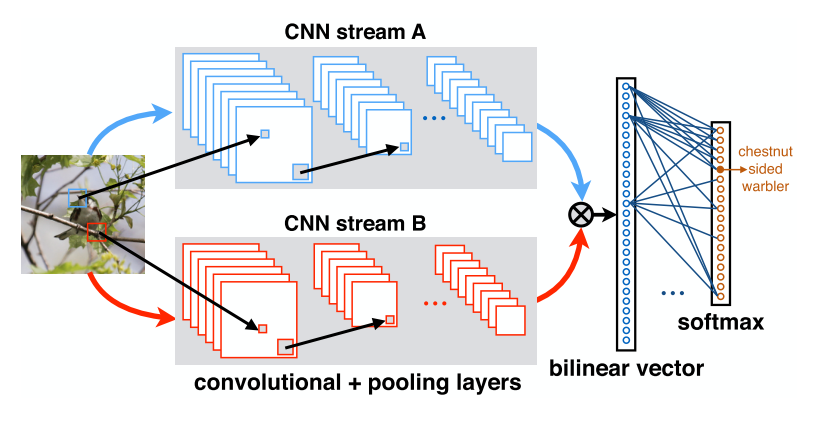 CNN stream A
chestnut
sided
warbler
CNN stream B
softmax
bilinear vector
convolutional + pooling layers